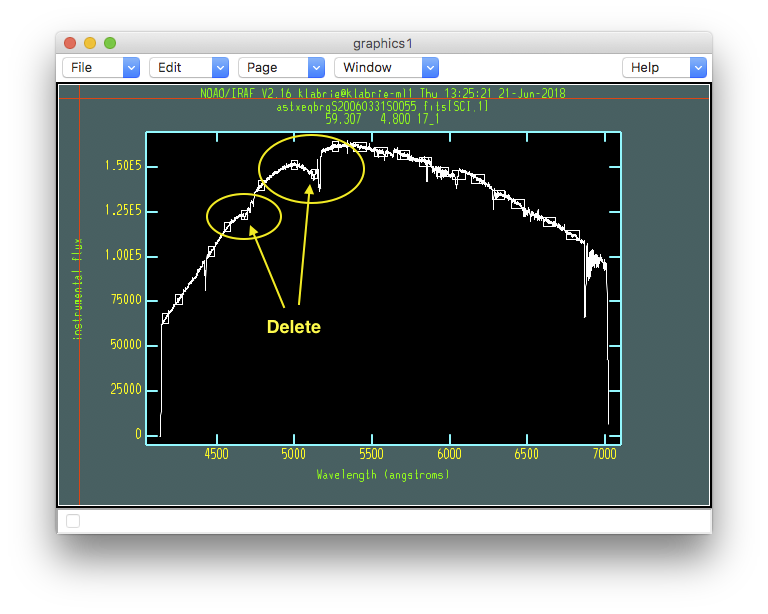 graphics1
File Edit Page Window Help
NOAO/IRAF V2.16 klabrie@klabrie-ml1 Thu 13:25:21 21-Jun-2018
astxeqbrgS20060331S0055 fits[SCI,1]
59.307 4.800 17_1
1.50E5
1.25E5
1.00E5
75000
50000
25000
0
instrumental flux
Delete
4500 5000 5500 6000 6500 7000
Wavelength (angstroms)